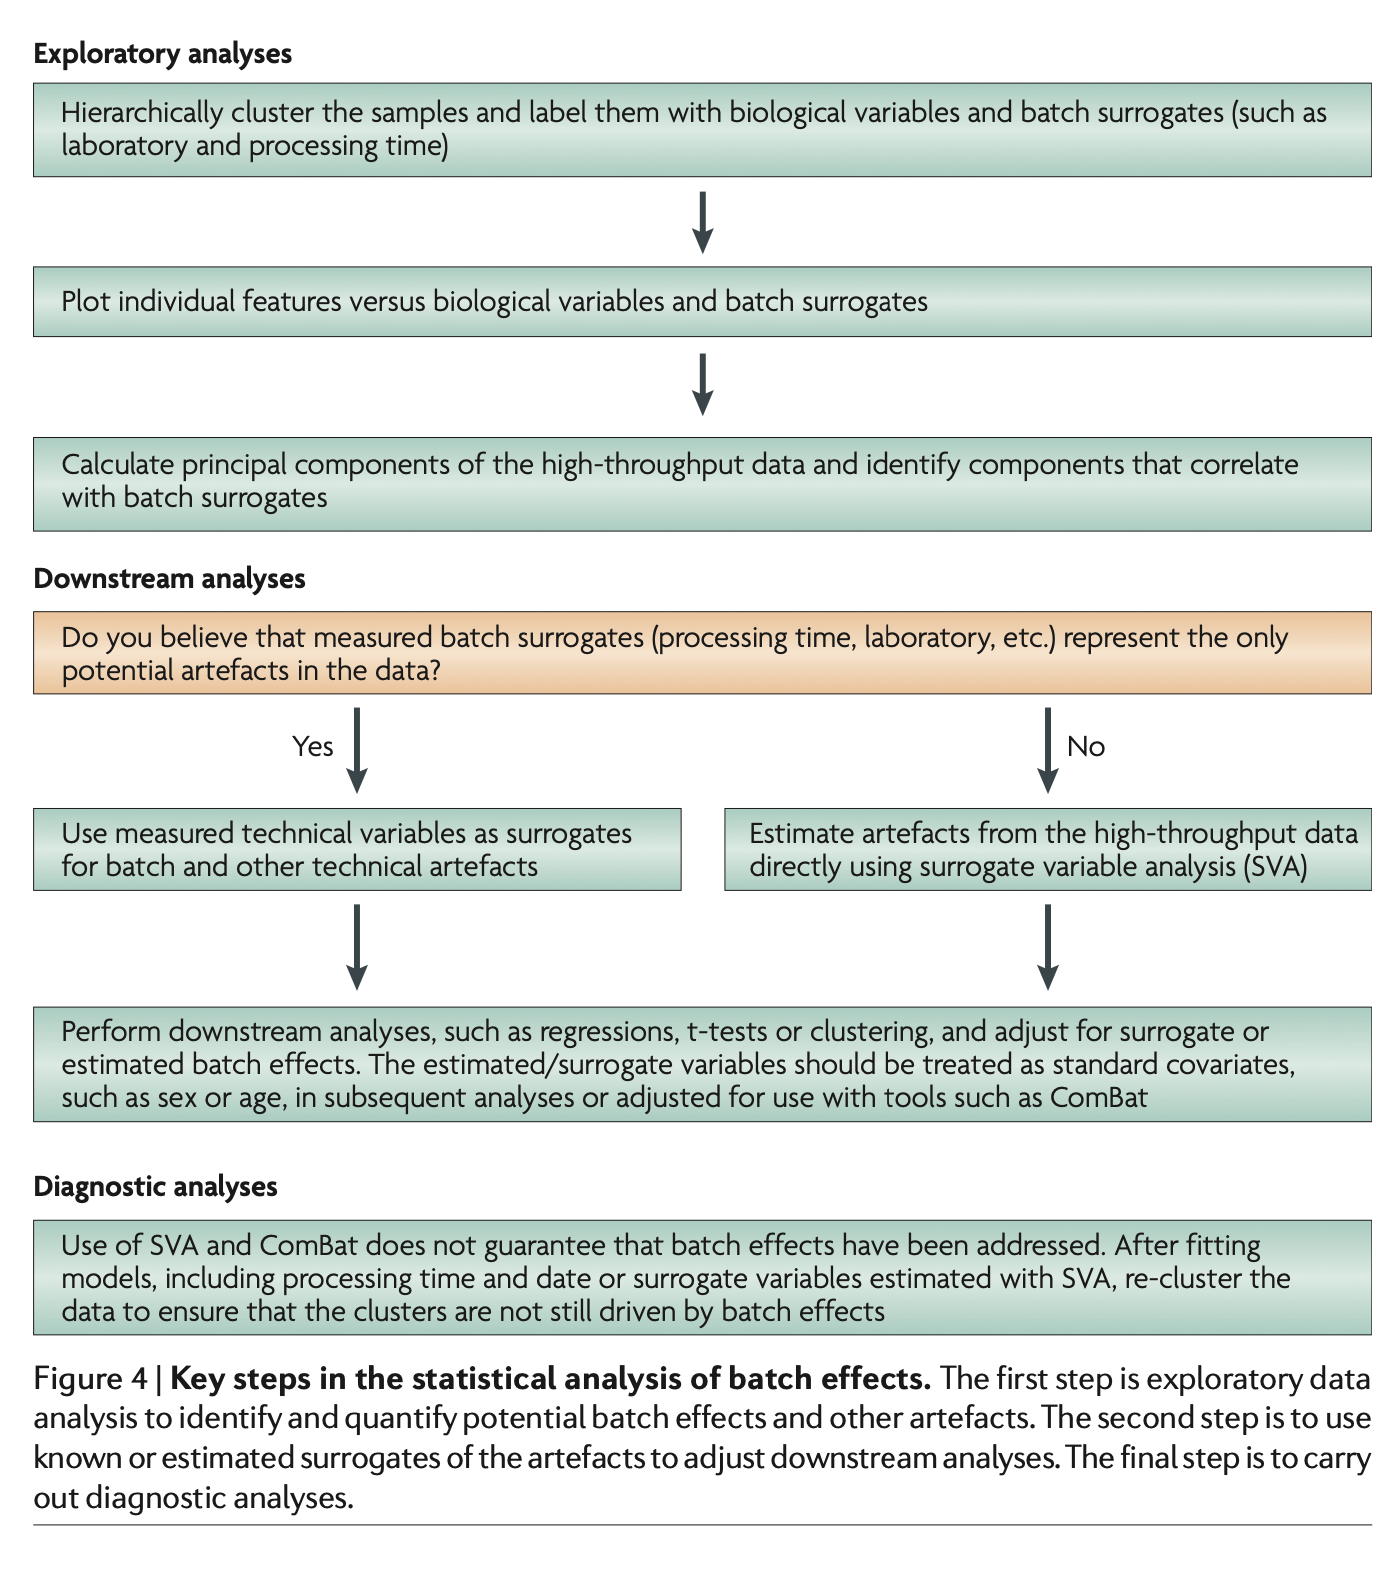 Exploratory analyses
Hierarchically cluster the samples and label them with biological variables and batch surrogates (such as
laboratory and processing time)
Plot individual features versus biological variables and batch surrogates
Calculate principal components of the high-throughput data and identify components that correlate
with batch surrogates
Downstream analyses
Do you believe that measured batch surrogates (processing time, laboratory, etc.) represent the only
potential artefacts in the data?
Yes
No
Use measured technical variables as surrogates
for batch and other technical artefacts
Estimate artefacts from the high-throughput data
directly using surrogate variable analysis (SVA)
Perform downstream analyses, such as regressions, t-tests or clustering, and adjust for surrogate or
estimated batch effects. The estimated/surrogate variables should be treated as standard covariates,
such as sex or age, in subsequent analyses or adjusted for use with tools such as ComBat
Diagnostic analyses
Use of SVA and ComBat does not guarantee that batch effects have been addressed. After fitting
models, including processing time and date or surrogate variables estimated with SVA, re-cluster the
data to ensure that the clusters are not still driven by batch effects
Figure 4 | Key steps in the statistical analysis of batch effects. The first step is exploratory data
analysis to identify and quantify potential batch effects and other artefacts. The second step is to use
known or estimated surrogates of the artefacts to adjust downstream analyses. The final step is to carry
out diagnostic analyses.